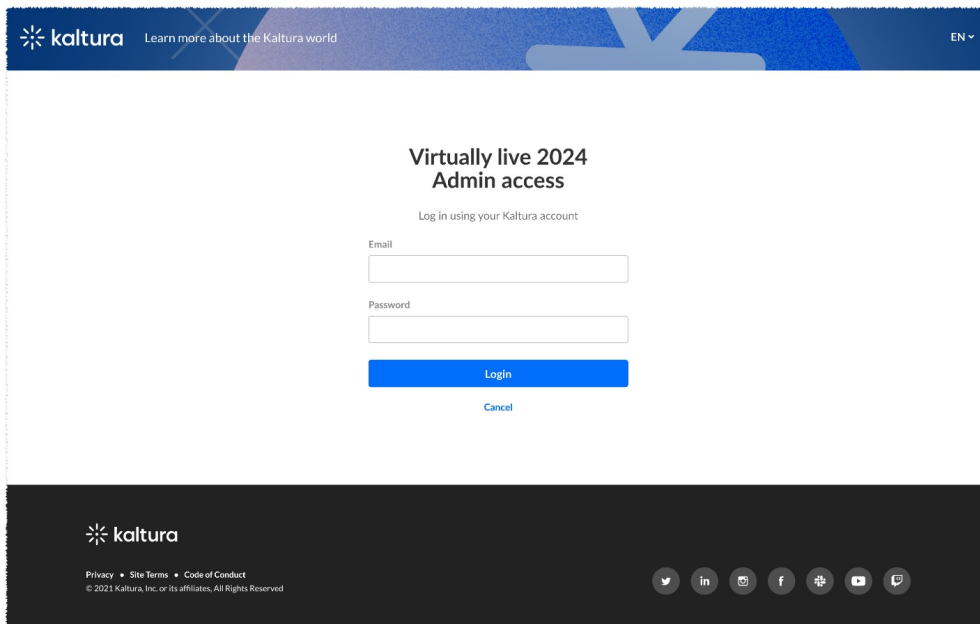 kaltura Learn more about the Kaltura world EN
Virtually live 2024
Admin access
Log in using your Kaltura account
Email
Password
Login
Cancel
kaltura
Privacy • Site Terms • Code of Conduct
© 2021 Kaltura, Inc. or its affiliates, All Rights Reserved